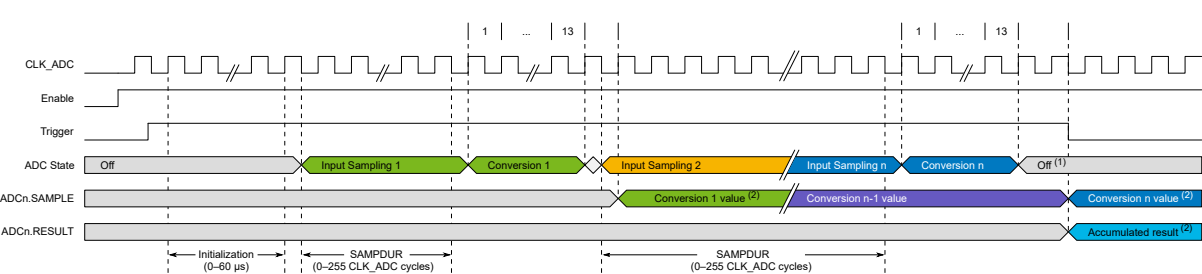 1 ... 13 1 ... 13
CLK_ADC
Enable
Trigger
ADC State Off Input Sampling 1 Conversion 1 Input Sampling 2 Input Sampling n Conversion n Off (1)
ADCn.SAMPLE Conversion 1 value (2) Conversion n-1 value Conversion n value (2)
ADCn.RESULT Accumulated result (2)
Initialization SAMPDUR SAMPDUR
(0–60 µs) (0–255 CLK_ADC cycles) (0–255 CLK_ADC cycles)